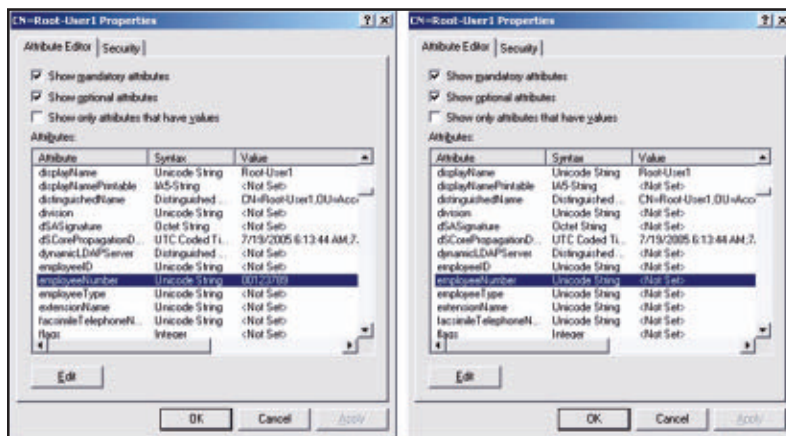 CN=Root-User1 Properties
Attribute Editor
Security
Show mandatory attributes
Show optional attributes
Show only attributes that have values
Attributes:
Attribute Syntax Value
displayName Unicode String Root-User1
displayNamePrintable IA5-String <Not Set>
distinguishedName Distinguished ... CN=Root-User1,OU=Acco
division Unicode String <Not Set>
dSASignature Octet String <Not Set>
dSCorePropagationD... UTC Coded Ti... 7/19/2005 6:13:44 AM;7.
dynamicLDAPServer Distinguished ... <Not Set>
employeeID Unicode String <Not Set>
employeeNumber Unicode String 00123789
employeeType Unicode String <Not Set>
extensionName Unicode String <Not Set>
facsimileTelephoneN... Unicode String <Not Set>
flags Integer <Not Set>
Edit
OK Cancel Apply
CN=Root-User1 Properties
Attribute Editor
Security
Show mandatory attributes
Show optional attributes
Show only attributes that have values
Attributes:
Attribute Syntax Value
displayName Unicode String Root-User1
displayNamePrintable IA5-String <Not Set>
distinguishedName Distinguished ... CN=Root-User1,OU=Acco
division Unicode String <Not Set>
dSASignature Octet String <Not Set>
dSCorePropagationD... UTC Coded Ti... 7/19/2005 6:13:44 AM;7.
dynamicLDAPServer Distinguished ... <Not Set>
employeeID Unicode String <Not Set>
employeeNumber Unicode String <Not Set>
employeeType Unicode String <Not Set>
extensionName Unicode String <Not Set>
facsimileTelephoneN... Unicode String <Not Set>
flags Integer <Not Set>
Edit
OK Cancel Apply